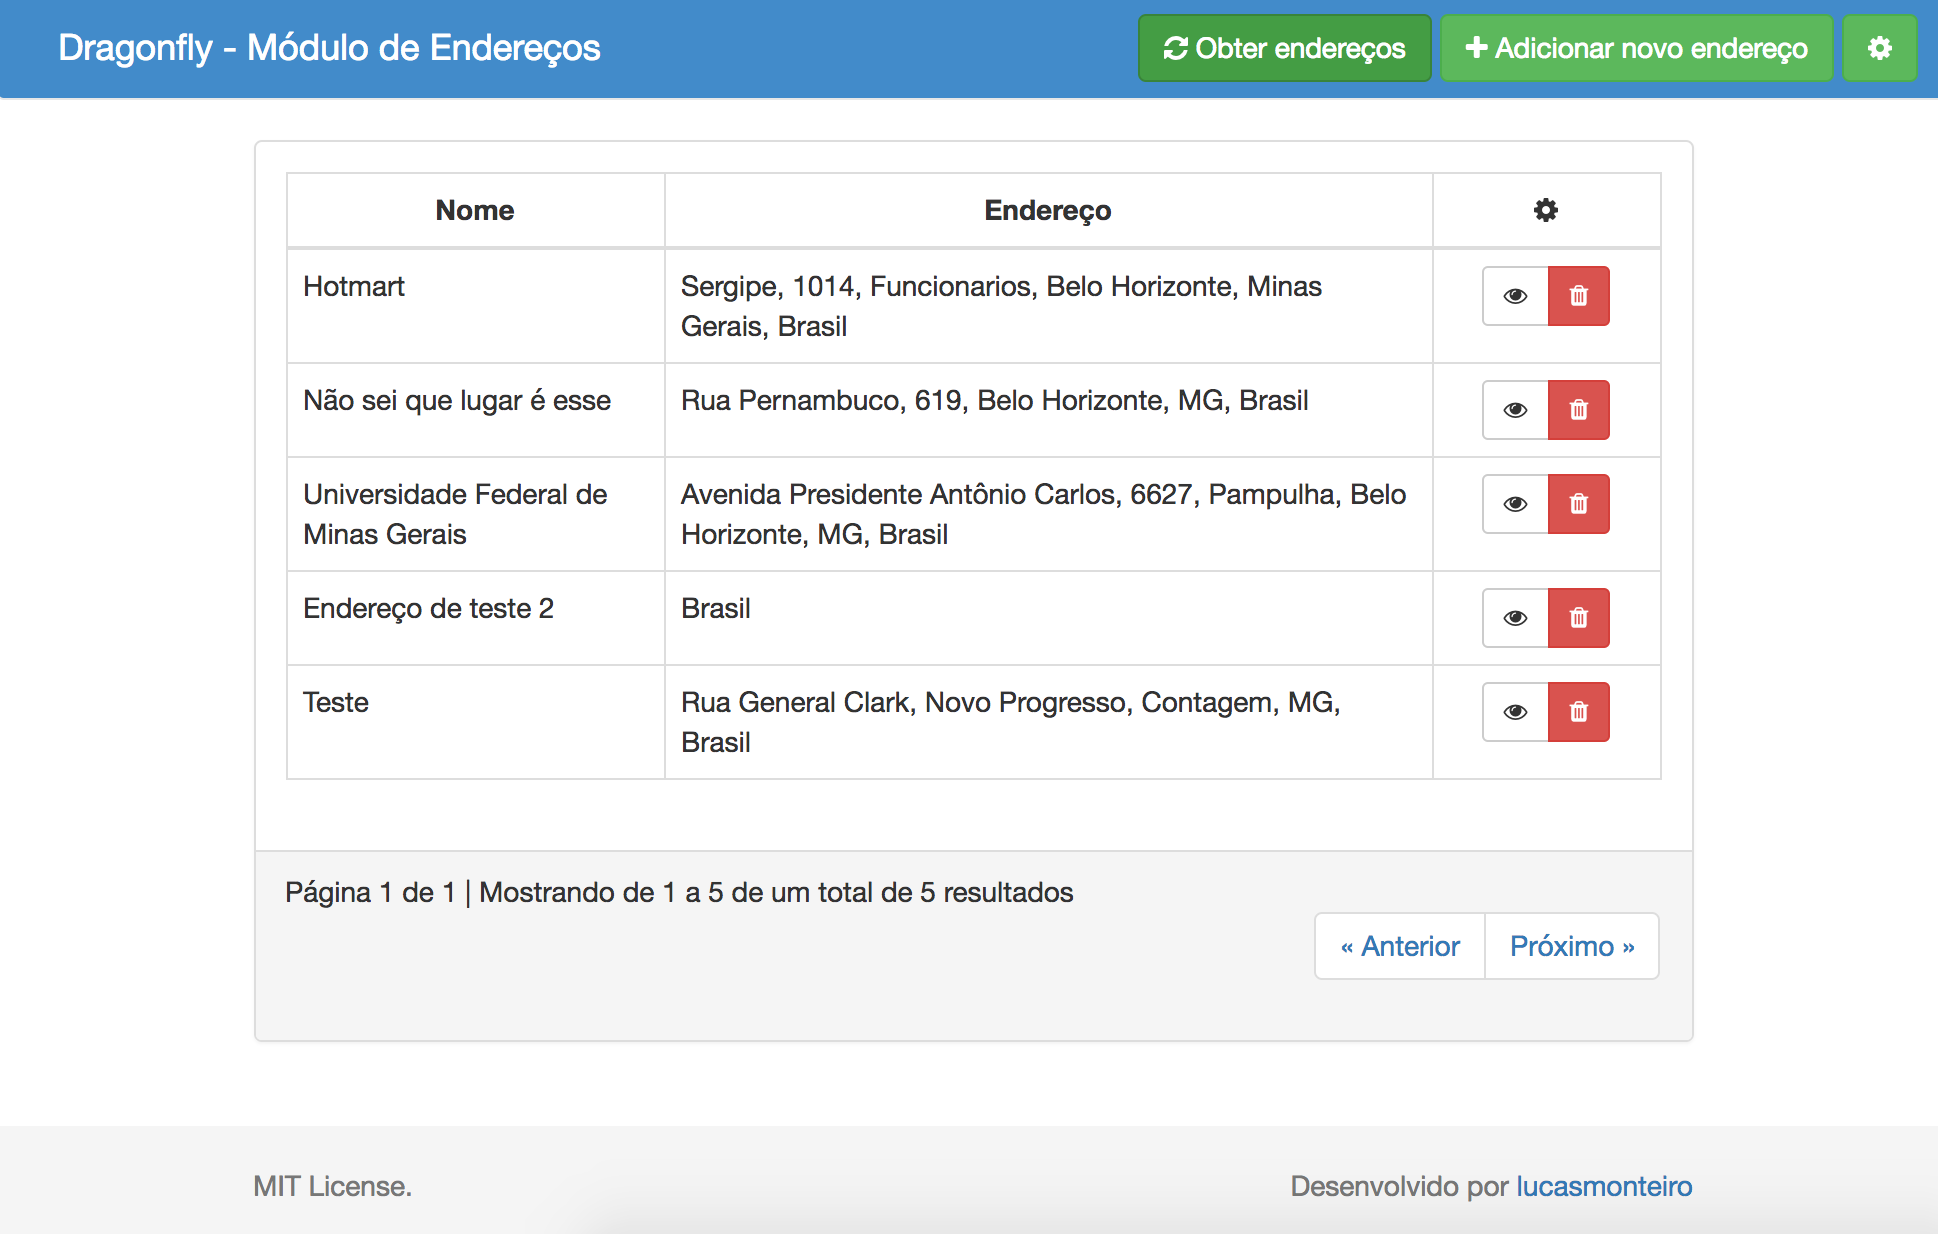 Dragonfly - Módulo de Endereços
Obter endereços
Adicionar novo endereço
Nome
Endereço
Hotmart
Sergipe, 1014, Funcionarios, Belo Horizonte, Minas
Gerais, Brasil
Não sei que lugar é esse
Rua Pernambuco, 619, Belo Horizonte, MG, Brasil
Universidade Federal de
Minas Gerais
Avenida Presidente Antônio Carlos, 6627, Pampulha, Belo
Horizonte, MG, Brasil
Endereço de teste 2
Brasil
Teste
Rua General Clark, Novo Progresso, Contagem, MG,
Brasil
Página 1 de 1 | Mostrando de 1 a 5 de um total de 5 resultados
« Anterior
Próximo »
MIT License.
Desenvolvido por lucasmonteiro